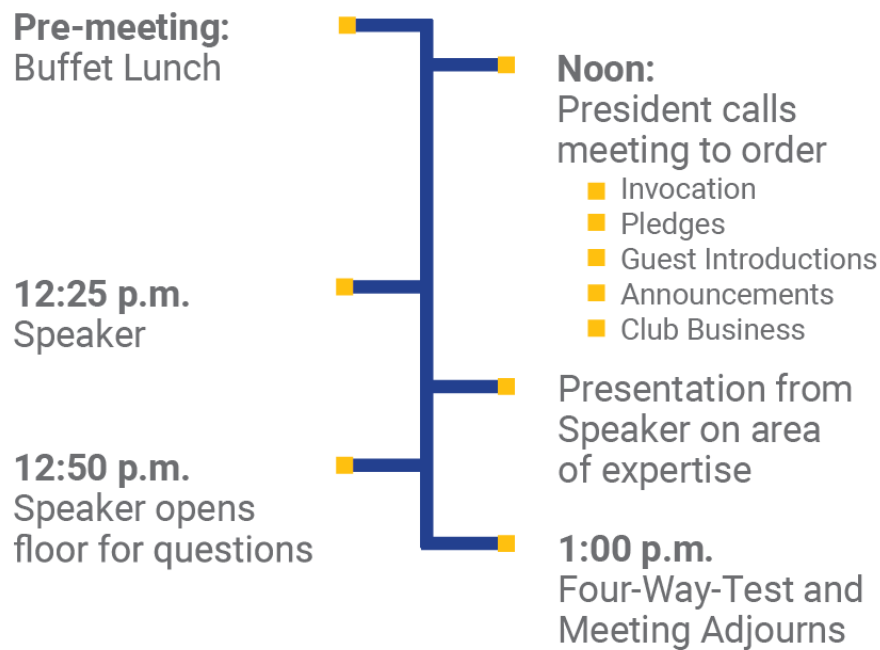 Pre-meeting:
Buffet Lunch
Noon:
President calls
meeting to order
Invocation
Pledges
Guest Introductions
Announcements
Club Business
12:25 p.m.
Speaker
Presentation from
Speaker on area
of expertise
12:50 p.m.
Speaker opens
floor for questions
1:00 p.m.
Four-Way-Test and
Meeting Adjourns